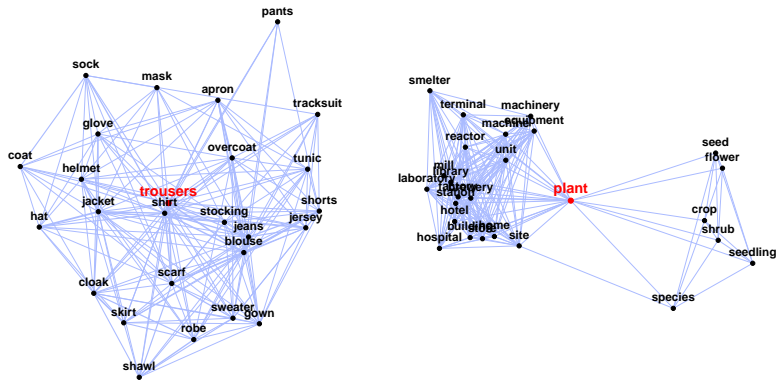 pants
sock
mask
apron
tracksuit
glove
overcoat
coat
helmet
tunic
trousers
jacket
shirt
stocking
shorts
hat
jeans
jersey
blouse
cloak
scarf
skirt
sweater
gown
robe
shawl
smelter
terminal
machinery
equipment
machine
reactor
unit
seed
flower
mill
library
laboratory
factory
brewery
station
plant
hotel
crop
building
store
home
shrub
hospital
site
seedling
species